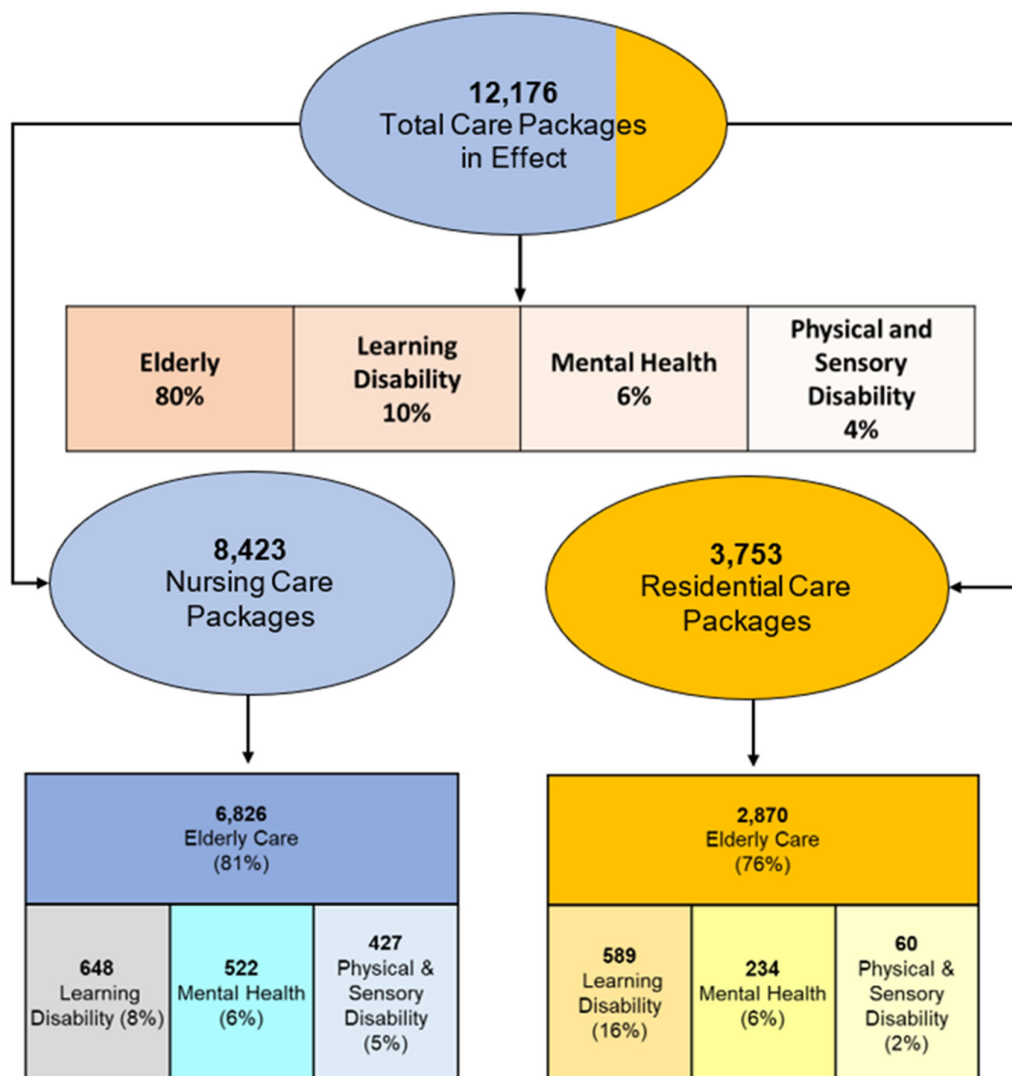 12,176
Total Care Packages
in Effect
Elderly
80%
Learning
Disability
10%
Mental Health
6%
Physical and
Sensory
Disability
4%
8,423
Nursing Care
Packages
3,753
Residential Care
Packages
6,826
Elderly Care
(81%)
648
Learning
Disability (8%)
522
Mental Health
(6%)
427
Physical &
Sensory
Disability
(5%)
2,870
Elderly Care
(76%)
589
Learning
Disability
(16%)
234
Mental Health
(6%)
60
Physical &
Sensory
Disability
(2%)